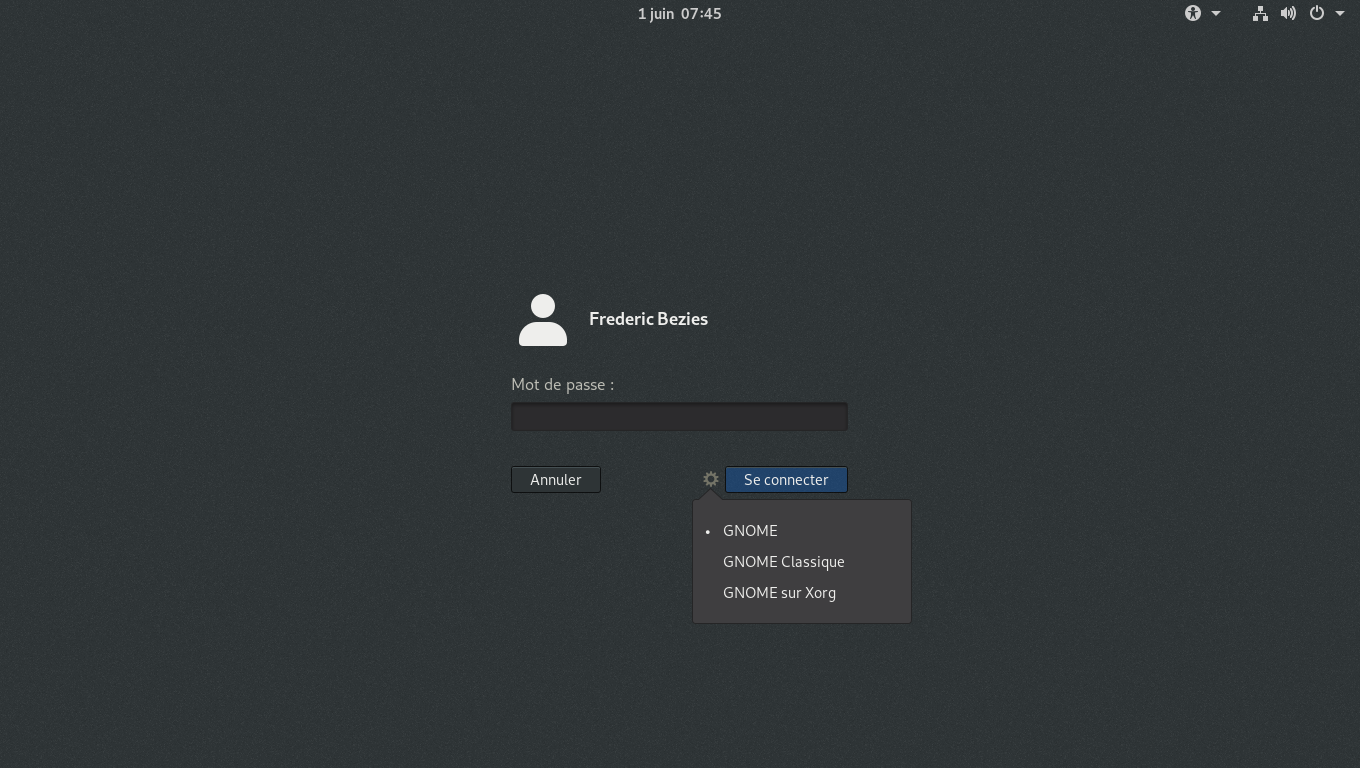 1 juin 07:45
Frederic Bezies
Mot de passe :
Annuler
Se connecter
• GNOME
GNOME Classique
GNOME sur Xorg